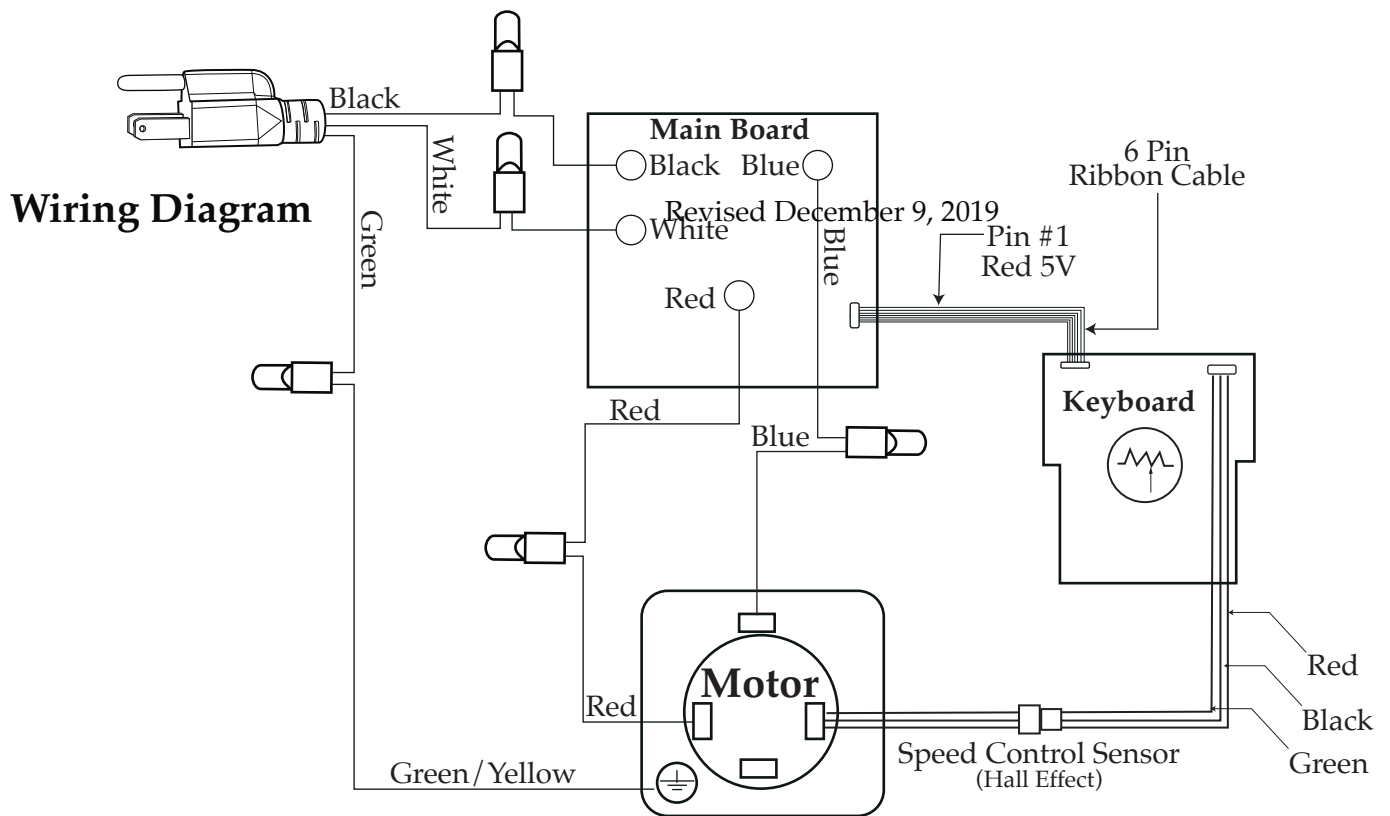 Wiring Diagram
Black
White
Green
Main Board
Black
Blue
Revised December 9, 2019
White
Blue
Red
6 Pin
Ribbon Cable
Pin #1
Red 5V
Red
Blue
Keyboard
Motor
Red
Green/Yellow
Speed Control Sensor
(Hall Effect)
Red
Black
Green